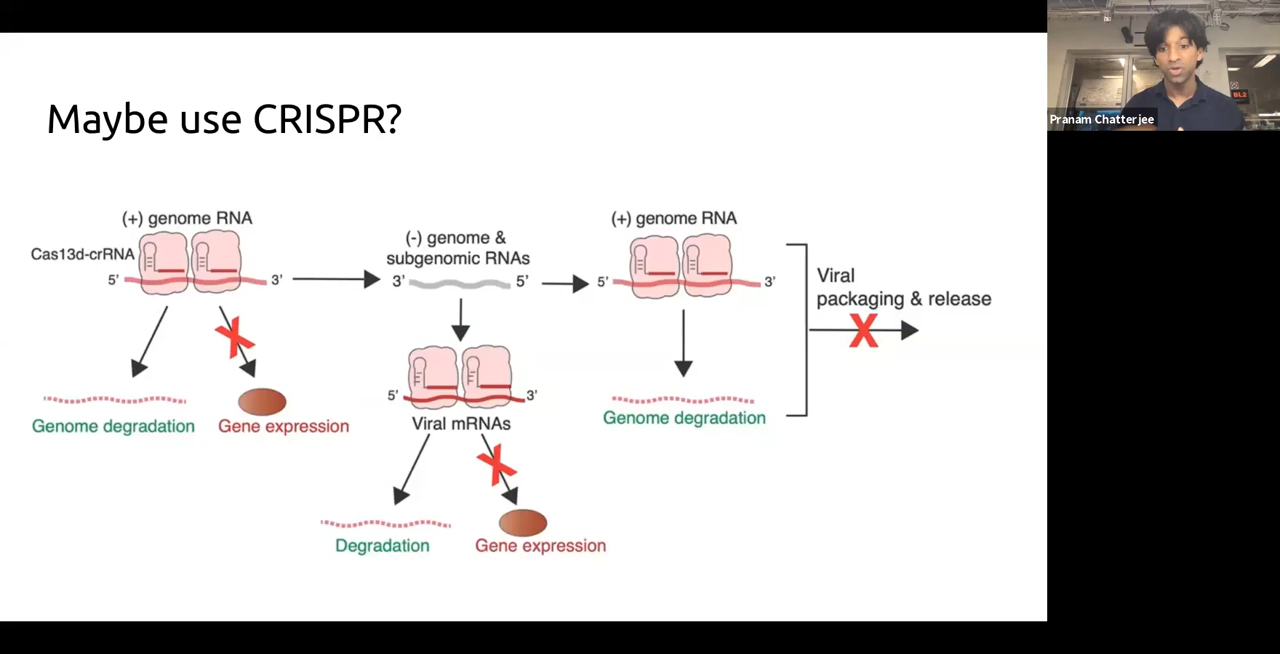 Maybe use CRISPR?
(+) genome RNA
Cas13d-crRNA
5’
3’
(-) genome &
subgenomic RNAs
3’
5’
(+) genome RNA
5’
3’
Viral
packaging & release
X
X
Genome degradation
Gene expression
5’
3’
Viral mRNAs
X
Degradation
Gene expression
Genome degradation
Pranam Chatterjee
BL2